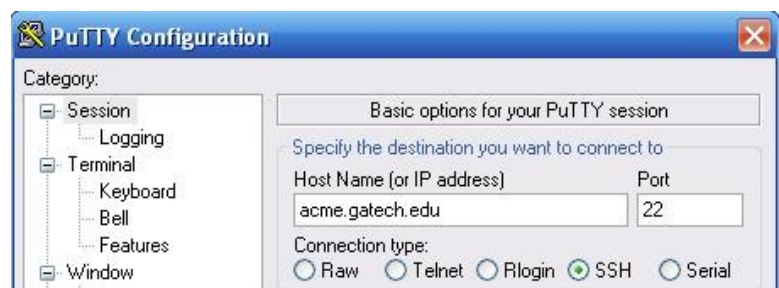 PuTTY Configuration
Category:
Session
Logging
Terminal
Keyboard
Bell
Features
Window
Basic options for your PuTTY session
Specify the destination you want to connect to
Host Name (or IP address) Port
acme.gatech.edu 22
Connection type:
Raw Telnet Rlogin SSH Serial